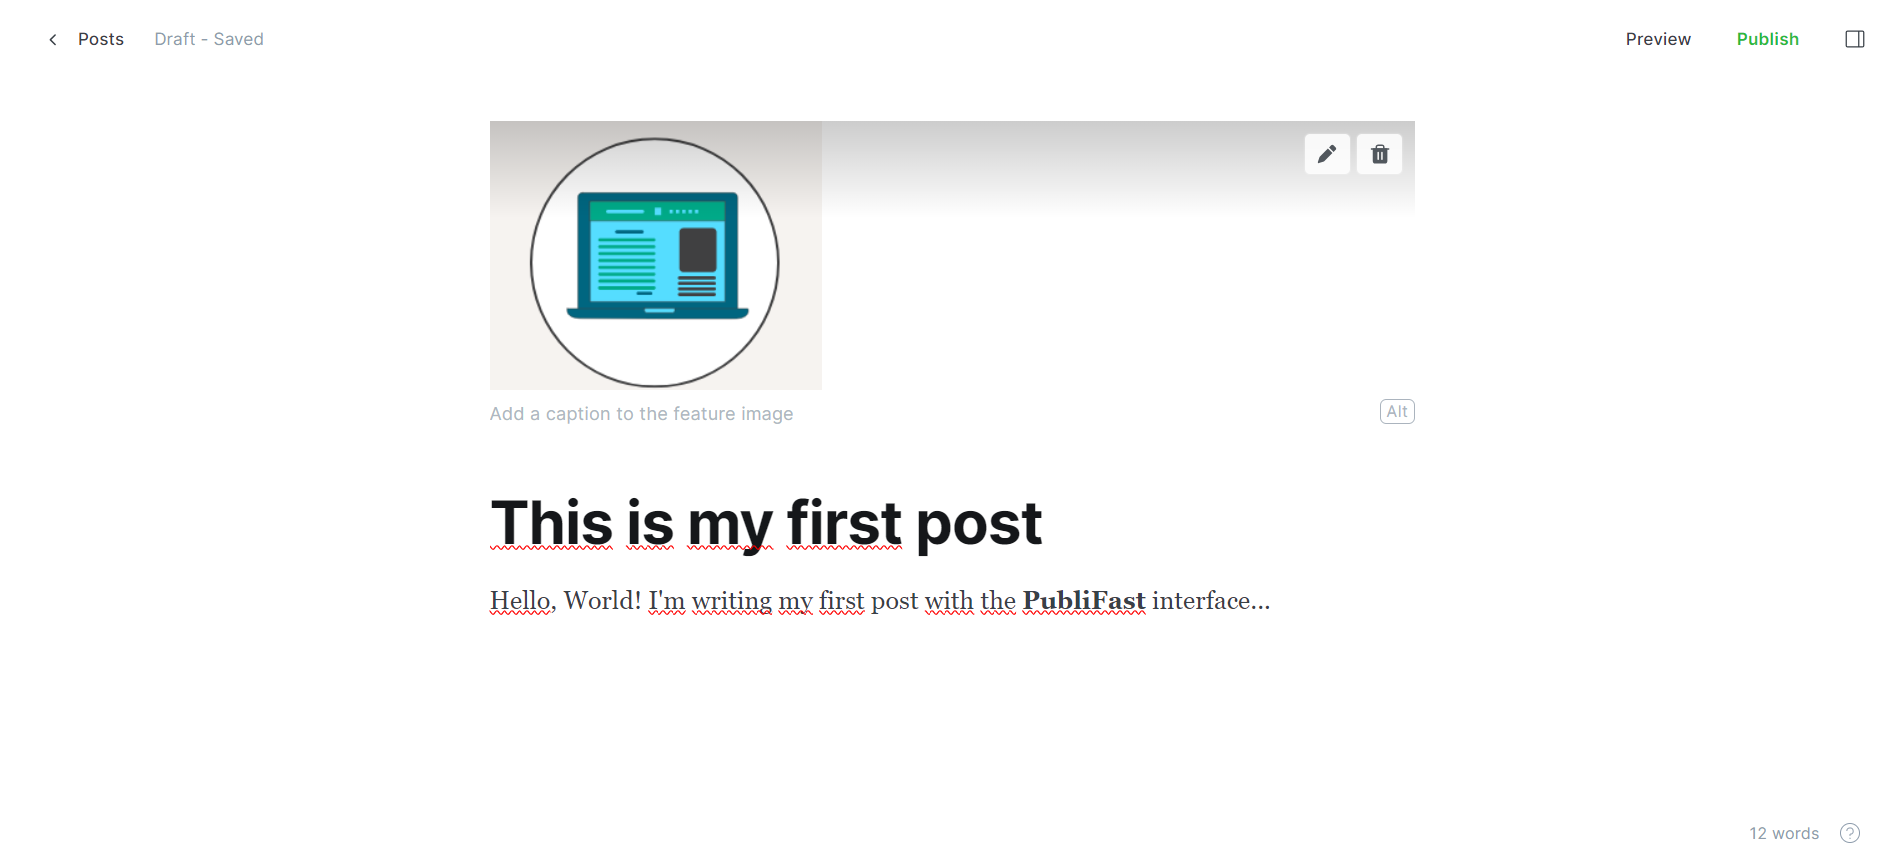 Posts Draft - Saved Preview Publish
Add a caption to the feature image Alt
This is my first post
Hello, World! I'm writing my first post with the PubliFast interface...
12 words ?